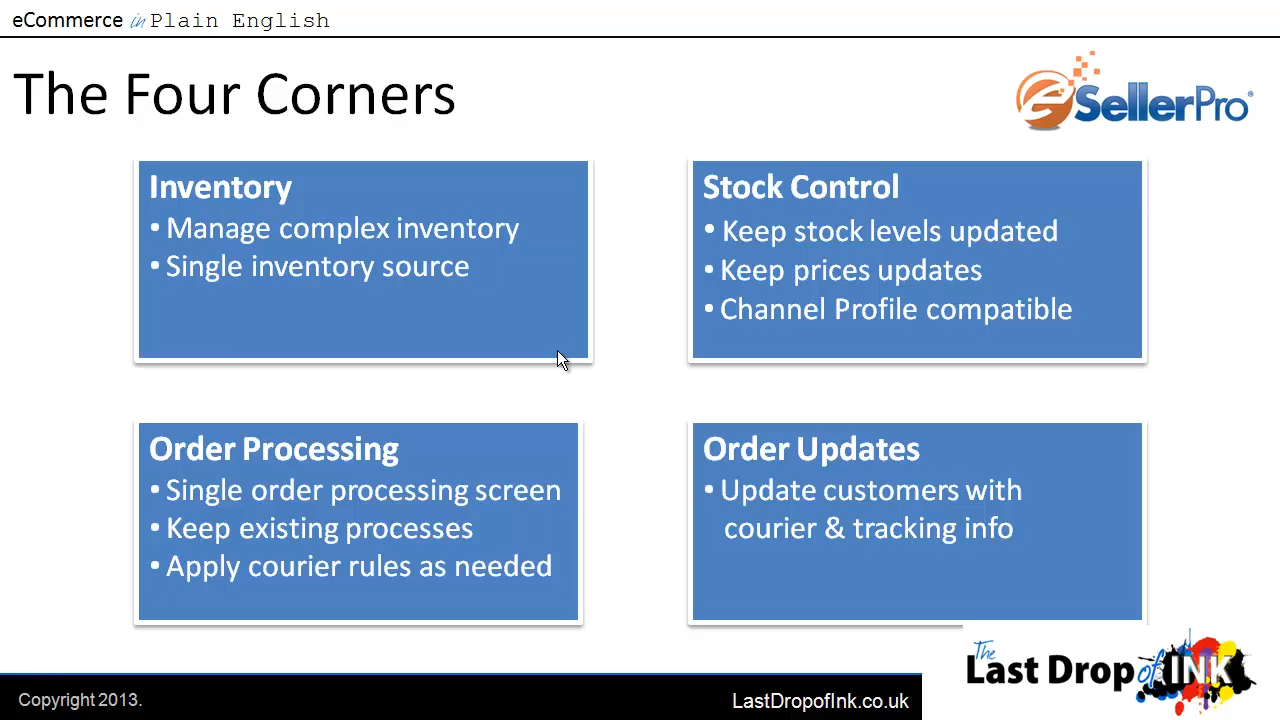 eCommerce in Plain English
The Four Corners
eSellerPro®
Inventory
• Manage complex inventory
• Single inventory source
Stock Control
• Keep stock levels updated
• Keep prices updates
• Channel Profile compatible
Order Processing
• Single order processing screen
• Keep existing processes
• Apply courier rules as needed
Order Updates
• Update customers with
courier & tracking info
The
Last Drop of INK
Copyright 2013.
LastDropofInk.co.uk